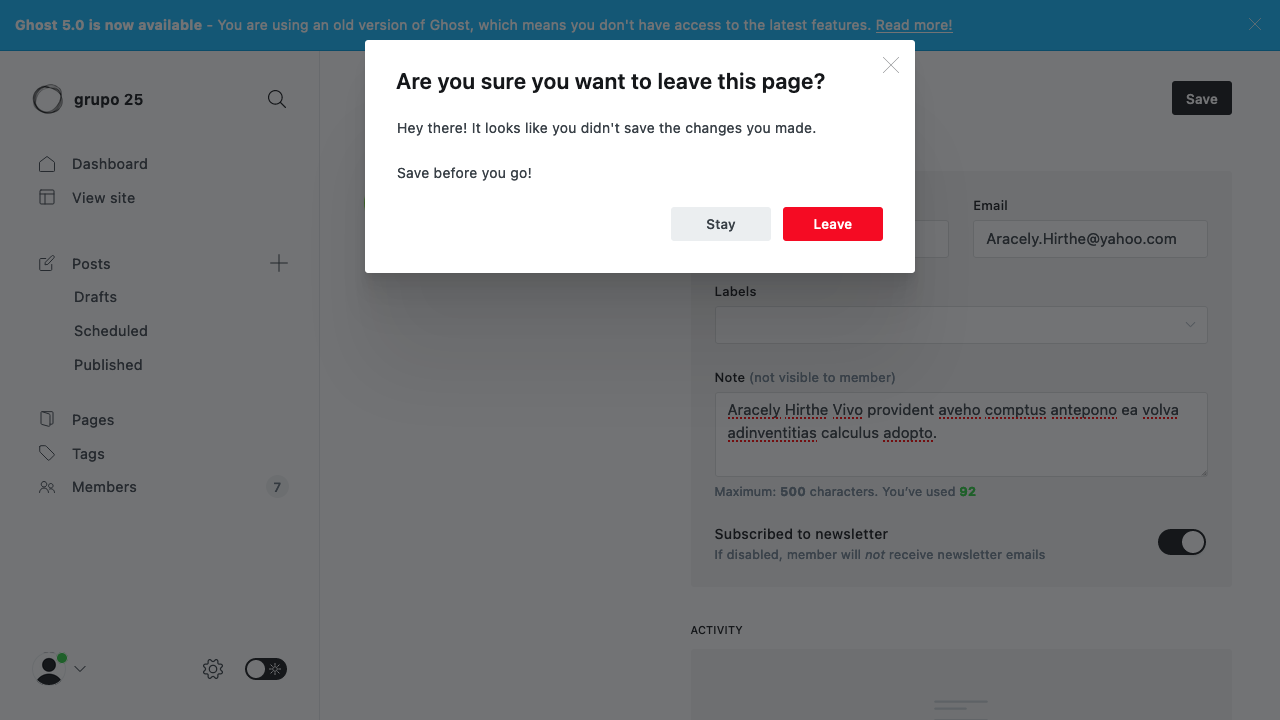 Ghost 5.0 is now available - You are using an old version of Ghost, which means you don't have access to the latest features. Read more!
grupo 25
Dashboard
View site
Posts
Drafts
Scheduled
Published
Pages
Tags
Members 7
Are you sure you want to leave this page?
Hey there! It looks like you didn't save the changes you made.
Save before you go!
Stay
Leave
Save
Email
Aracely.Hirthe@yahoo.com
Labels
Note (not visible to member)
Aracely Hirthe Vivo provident aveho comptus antepono ea volva
adinventitias calculus adopto.
Maximum: 500 characters. You've used 92
Subscribed to newsletter
If disabled, member will not receive newsletter emails
ACTIVITY